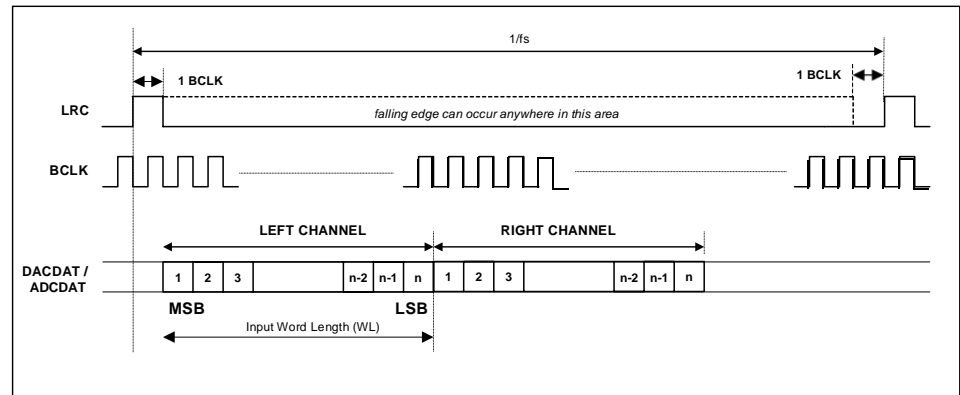 1/fs
1 BCLK
1 BCLK
LRC
falling edge can occur anywhere in this area
BCLK
LEFT CHANNEL
RIGHT CHANNEL
DACDAT /
ADCDAT
1 2 3 n-2 n-1 n 1 2 3 n-2 n-1 n
MSB LSB
Input Word Length (WL)